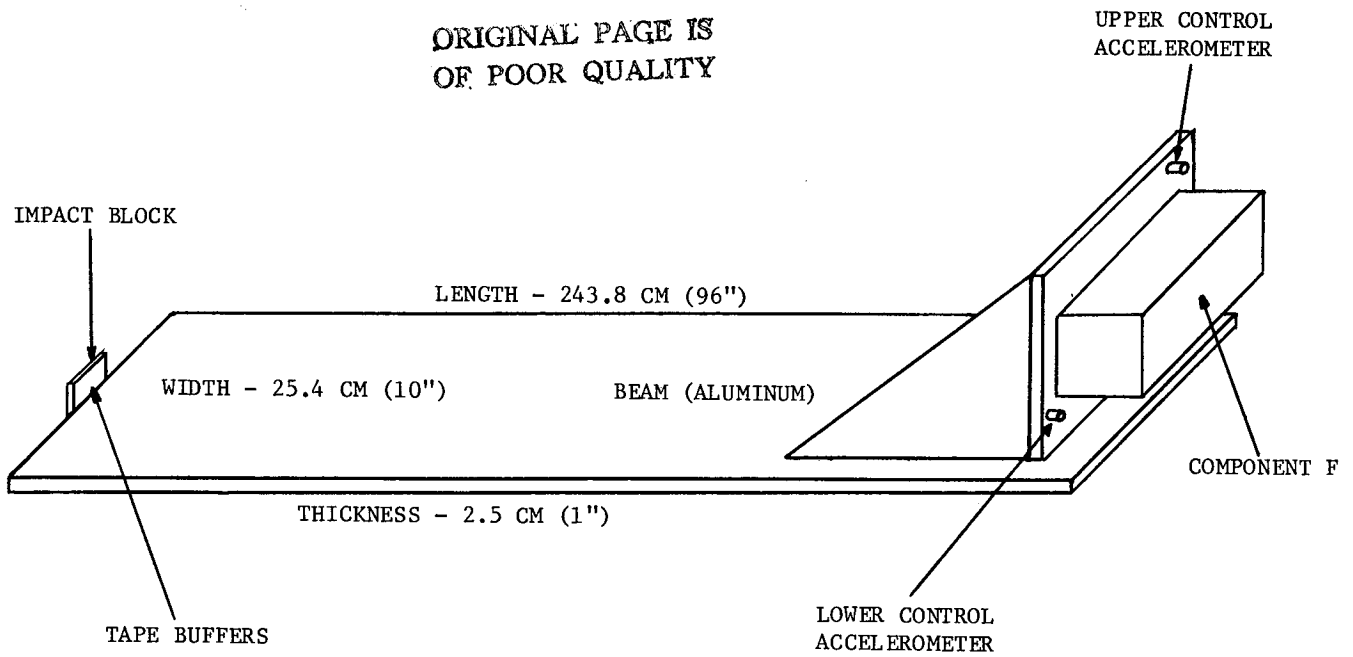 ORIGINAL PAGE IS
OF POOR QUALITY
UPPER CONTROL
ACCELEROMETER
IMPACT BLOCK
LENGTH - 243.8 CM (96")
WIDTH - 25.4 CM (10")
BEAM (ALUMINUM)
COMPONENT F
THICKNESS - 2.5 CM (1")
LOWER CONTROL
ACCELEROMETER
TAPE BUFFERS